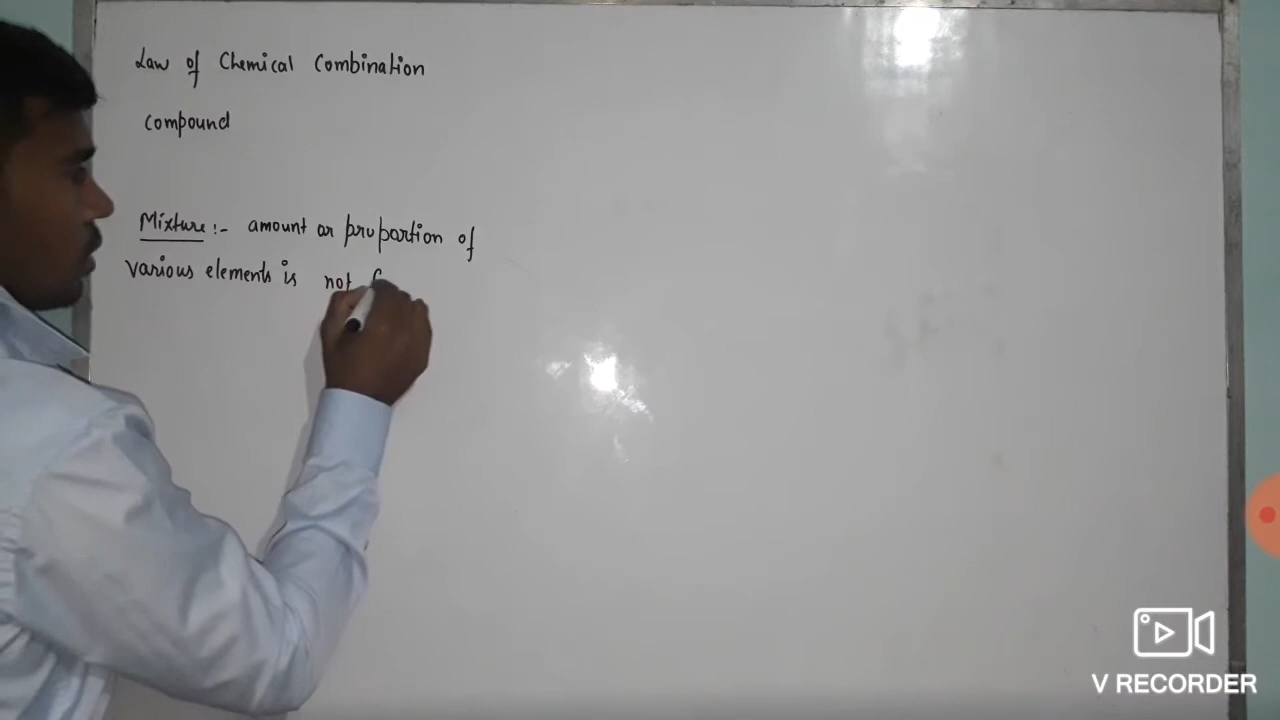 Law of Chemical Combination
compound
Mixture :- amount or proportion of
various elements is not f
V RECORDER